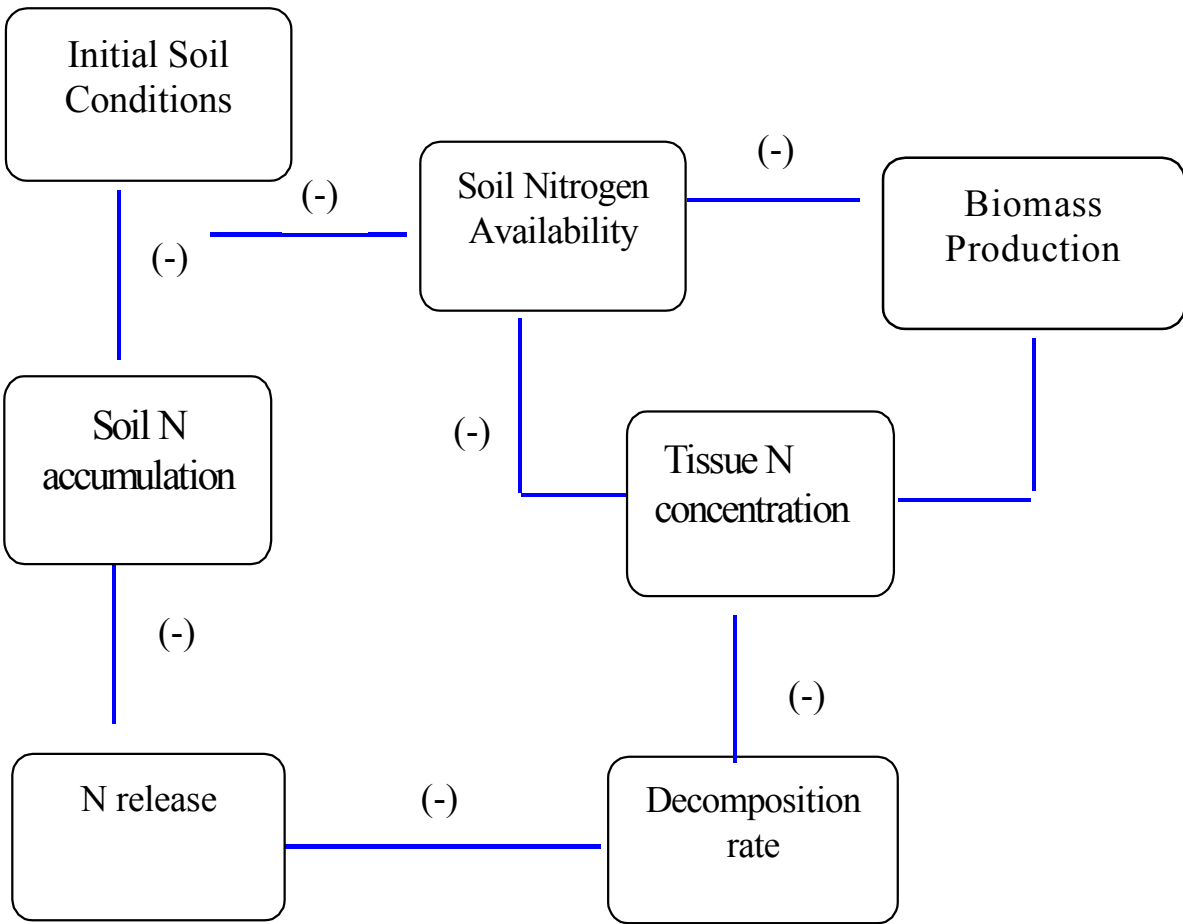 Initial Soil
Conditions
(-)
Soil Nitrogen
Availability
(-)
Biomass
Production
(-)
Soil N
accumulation
(-)
Tissue N
concentration
(-)
(-)
N release
(-)
Decomposition
rate